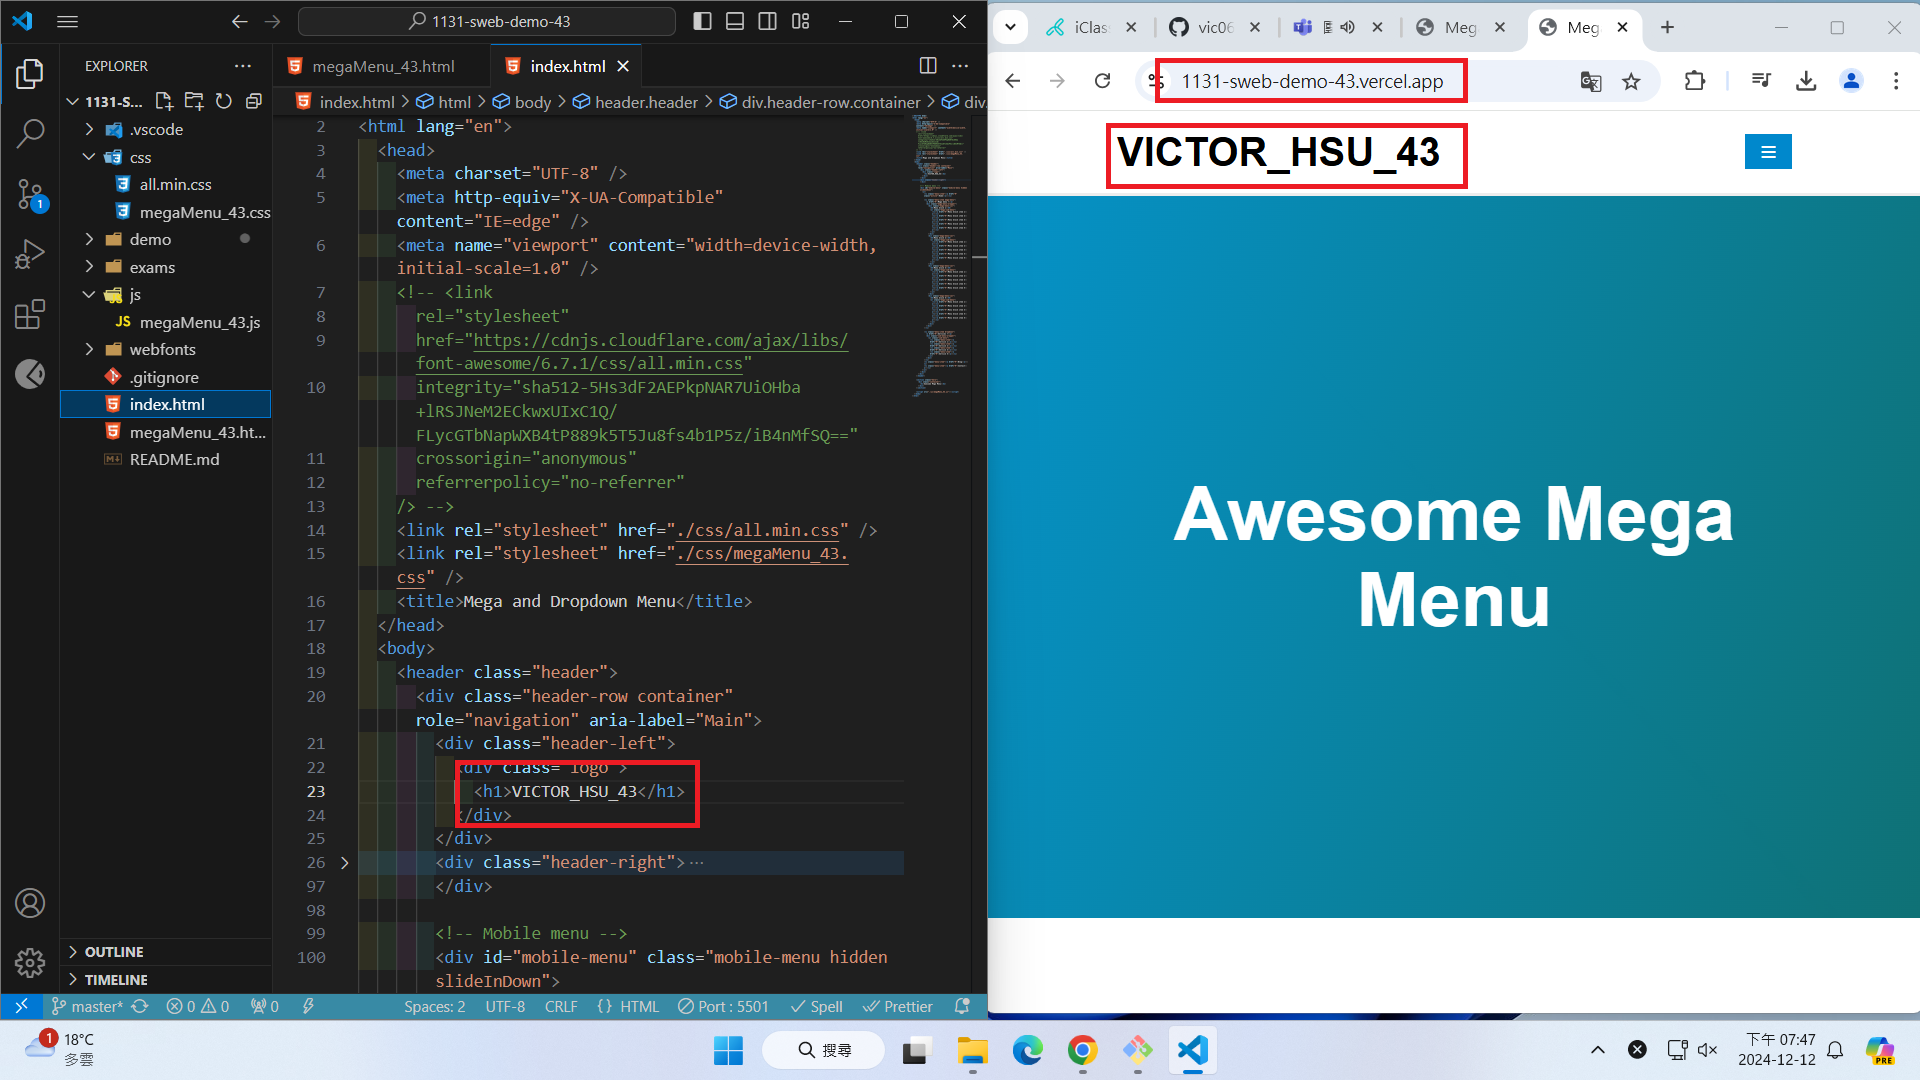 1131-sweb-demo-43
EXPLORER
1131-S...
.vscode
css
all.min.css
megaMenu_43.css
demo
exams
js
JS megaMenu_43.js
webfonts
.gitignore
index.html
megaMenu_43.ht...
README.md
OUTLINE
TIMELINE
megaMenu_43.html
index.html
index.html > html > body > header.header > div.header-row.container > div.
2 <html lang="en">
3 <head>
4 <meta charset="UTF-8" />
5 <meta http-equiv="X-UA-Compatible"
content="IE=edge" />
6 <meta name="viewport" content="width=device-width,
initial-scale=1.0" />
7 <!-- <link
8 rel="stylesheet"
9 href="https://cdnjs.cloudflare.com/ajax/libs/
font-awesome/6.7.1/css/all.min.css"
10 integrity="sha512-5Hs3dF2AEPkpNAR7UiOHba
+lRSJNeM2ECkwxUIxC1Q/
FLycGTbNapWXB4tP889k5T5Ju8fs4b1P5z/iB4nMfSQ=="
11 crossorigin="anonymous"
12 referrerpolicy="no-referrer"
13 /> -->
14 <link rel="stylesheet" href="./css/all.min.css" />
15 <link rel="stylesheet" href="./css/megaMenu_43.
css" />
16 <title>Mega and Dropdown Menu</title>
17 </head>
18 <body>
19 <header class="header">
20 <div class="header-row container"
role="navigation" aria-label="Main">
21 <div class="header-left">
22 <div class="logo">
23 <h1>VICTOR_HSU_43</h1>
24 </div>
25 </div>
26 <div class="header-right"> ...
97 </div>
98
99 <!-- Mobile menu -->
100 <div id="mobile-menu" class="mobile-menu hidden
slideInDown">
master* 0 0 0 Spaces: 2 UTF-8 CRLF {} HTML Port : 5501 Spell Prettier
iClas
vic06
Meg
Meg
1131-sweb-demo-43.vercel.app
VICTOR_HSU_43
Awesome Mega
Menu
1
18°C
多雲
搜尋
下午 07:47
2024-12-12
PRE